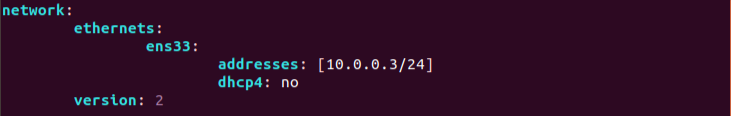 network:
        ethernets:
                ens33:
                        addresses: [10.0.0.3/24]
                        dhcp4: no
        version: 2